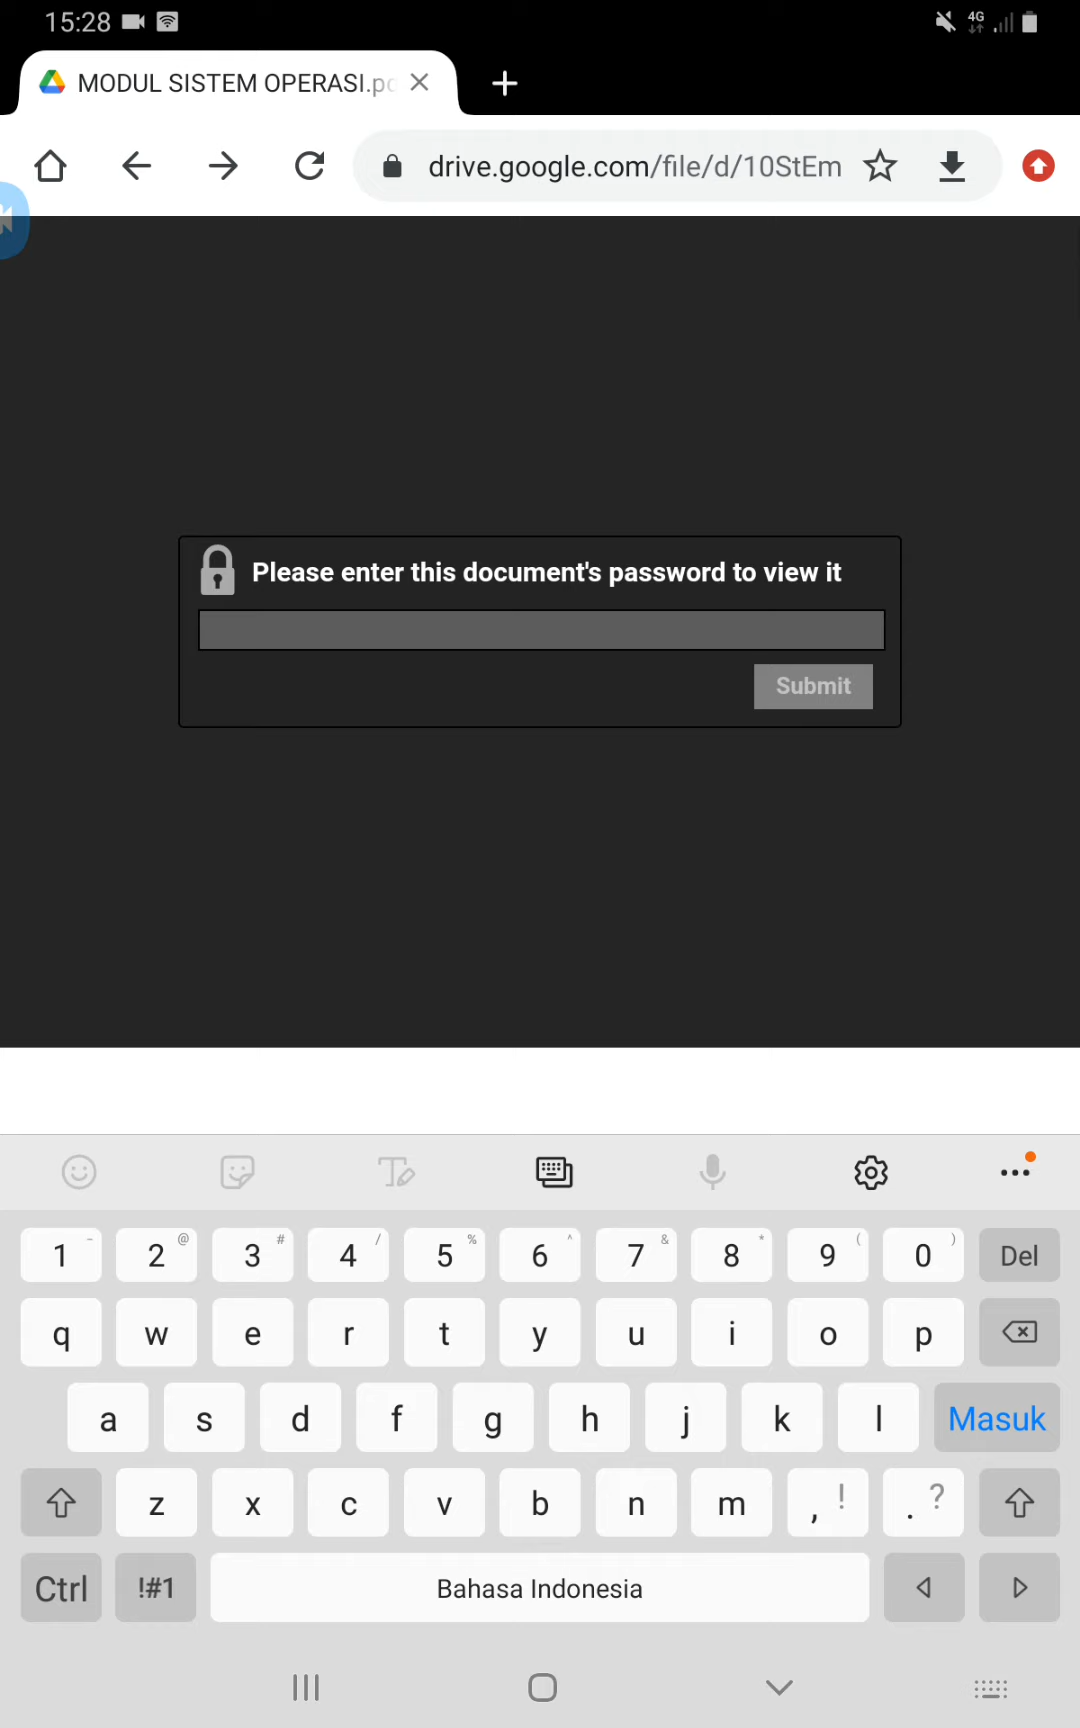 15:28
4G
MODUL SISTEM OPERASI.
drive.google.com/file/d/10StEm
Please enter this document's password to view it
Submit
1 - 2 @ 3 # 4 / 5 % 6 ^ 7 & 8 * 9 ( 0 ) Del
q w e r t y u i o p
a s d f g h j k l Masuk
z x c v b n m , ! . ?
Ctrl !#1 Bahasa Indonesia